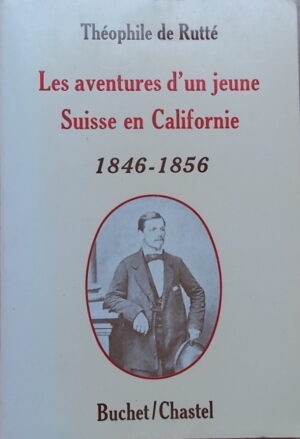 Théophile de Rutté
Les aventures d'un jeune
Suisse en Californie
1846-1856
Buchet/Chastel